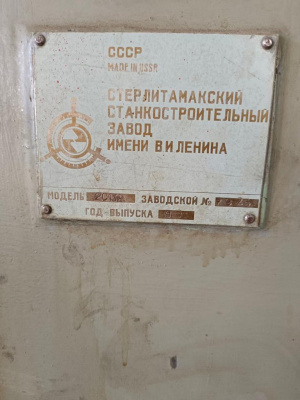 СССР
MADE IN USSR
СТЕРЛИТАМАКСКИЙ
СТАНКОСТРОИТЕЛЬНЫЙ
ЗАВОД
ИМЕНИ В И ЛЕНИНА
МОДЕЛЬ ЗАВОДСКОЙ №
ГОД ВЫПУСКА